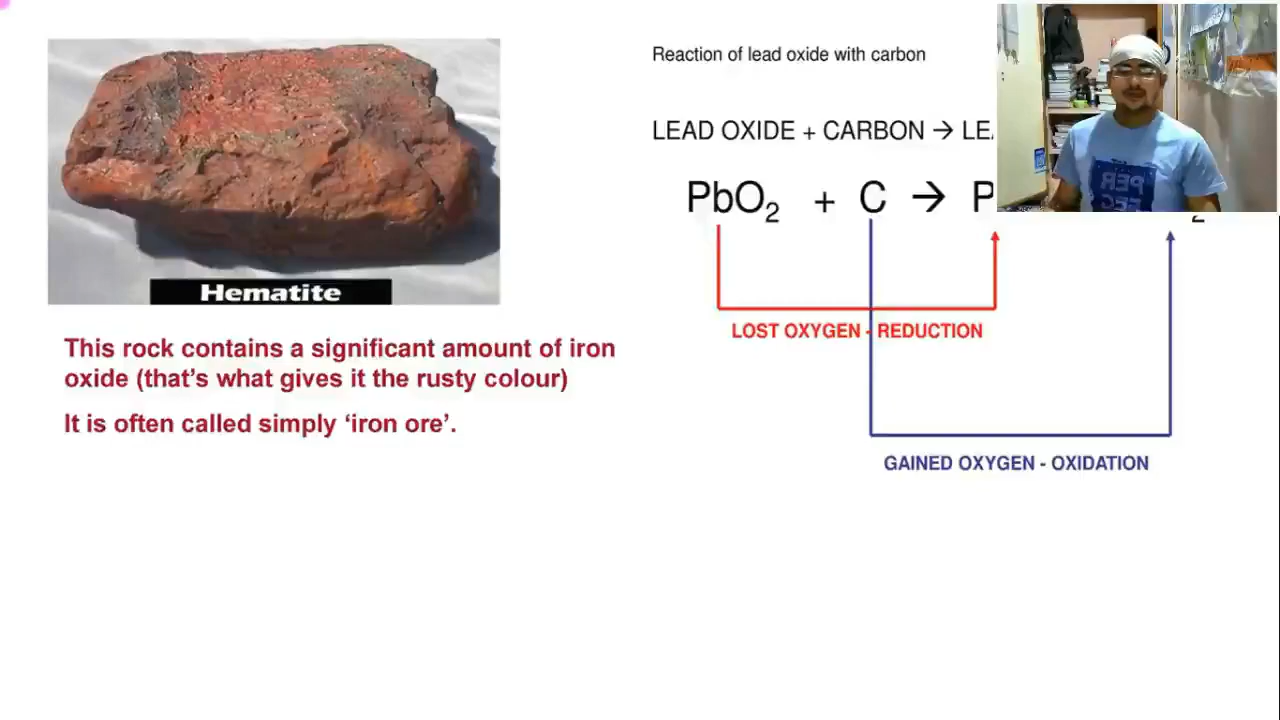 Hematite
This rock contains a significant amount of iron
oxide (that’s what gives it the rusty colour)
It is often called simply ‘iron ore’.
Reaction of lead oxide with carbon
LEAD OXIDE + CARBON →
PbO₂ + C →
LOST OXYGEN - REDUCTION
GAINED OXYGEN - OXIDATION